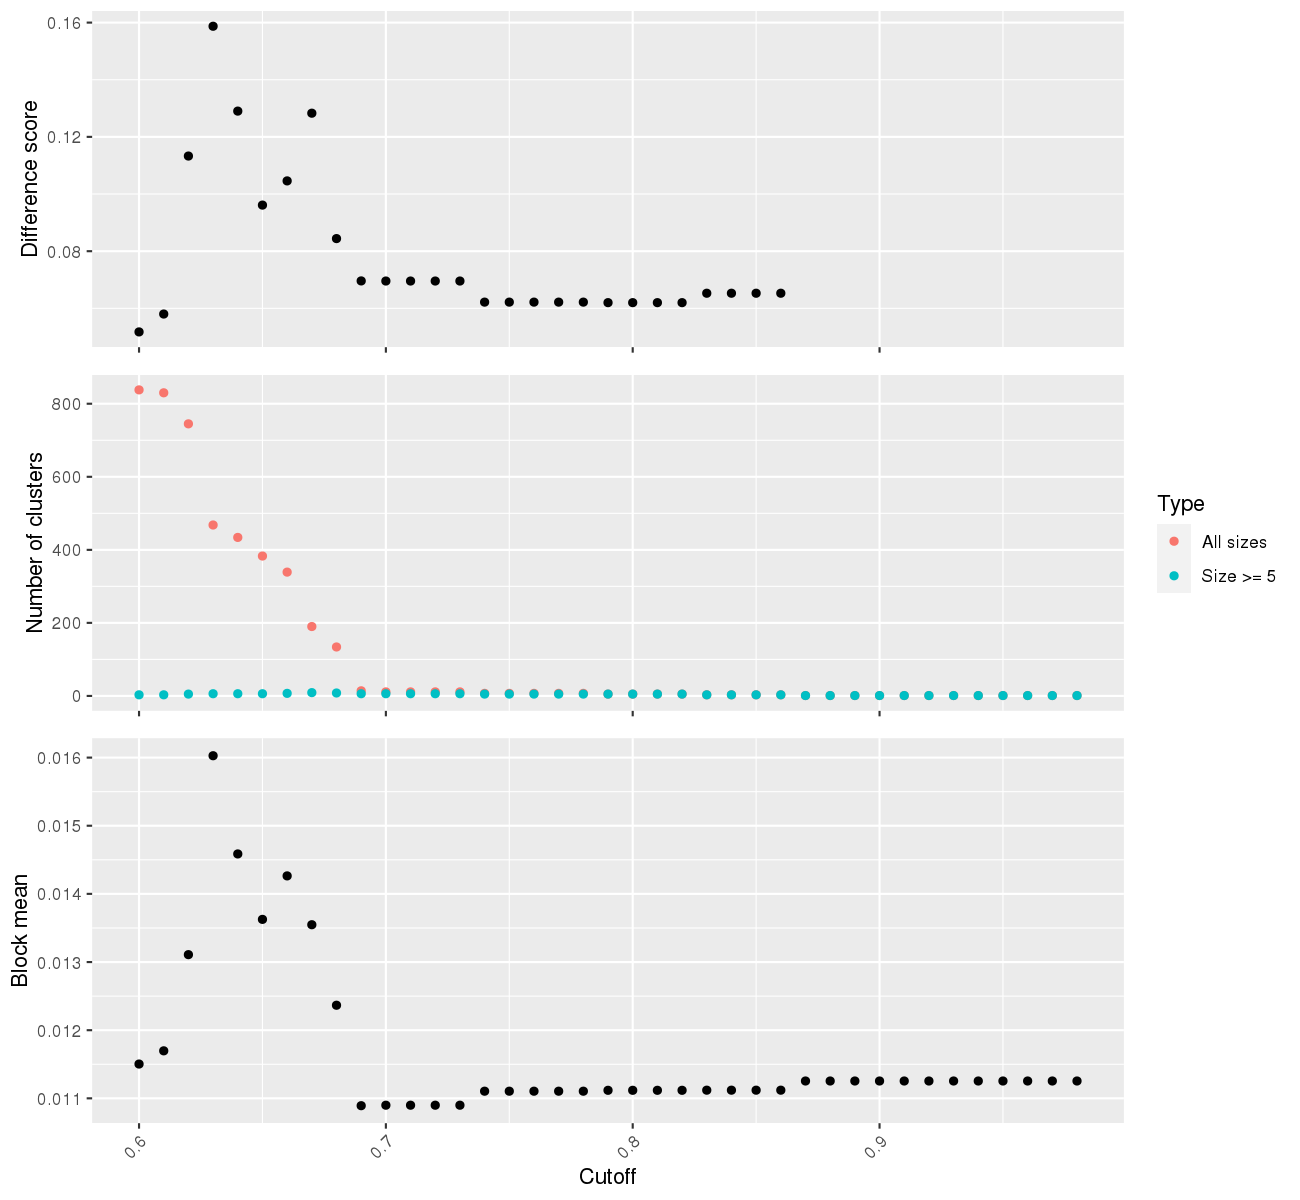 Difference score
0.16
0.12
0.08
Number of clusters
800
600
400
200
0
Type
All sizes
Size >= 5
Block mean
0.016
0.015
0.014
0.013
0.012
0.011
0.6
0.7
0.8
0.9
Cutoff